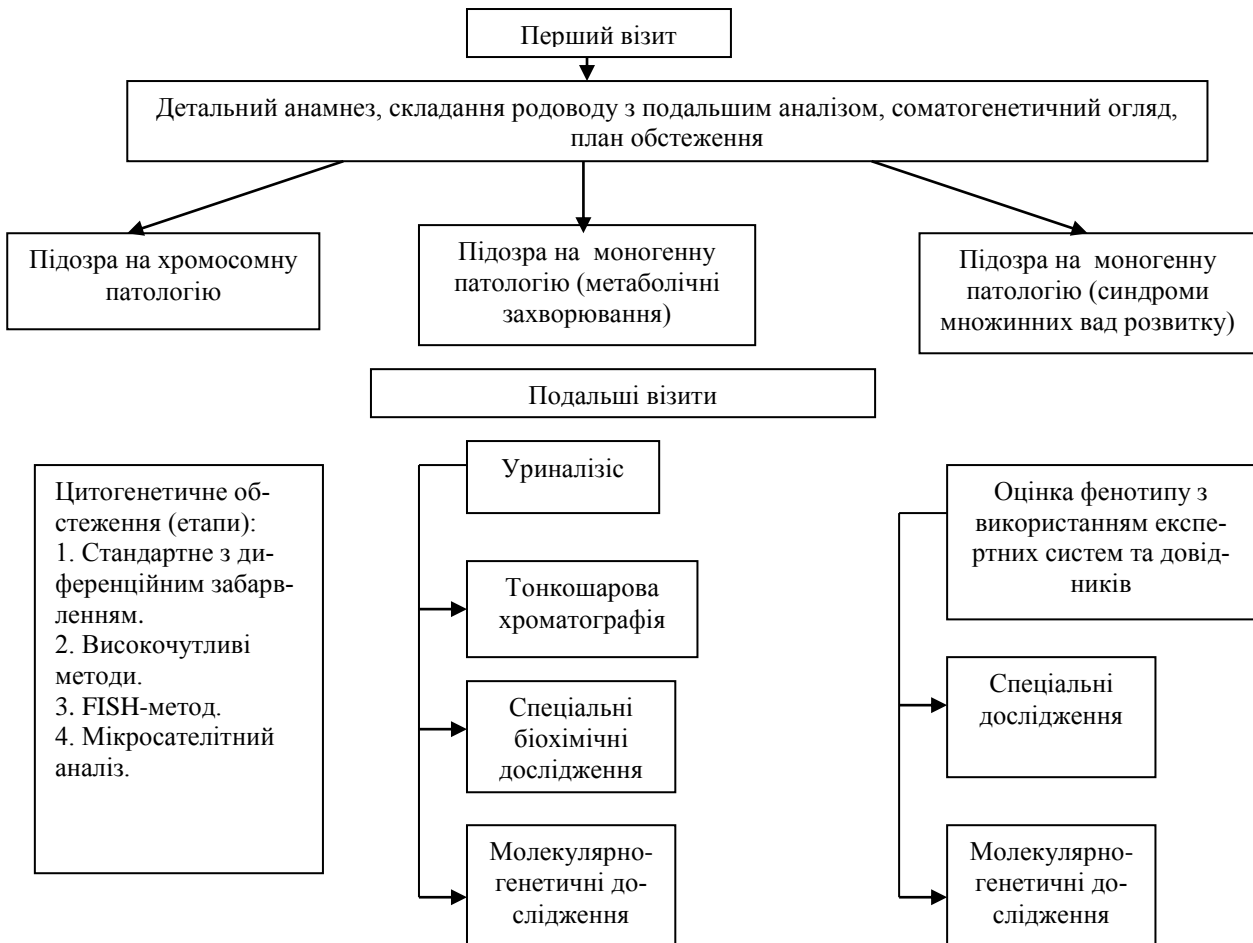 Перший візит
Детальний анамнез, складання родоводу з подальшим аналізом, соматогенетичний огляд,
план обстеження
Підозра на хромосомну
патологію
Підозра на моногенну
патологію (метаболічні
захворювання)
Підозра на моногенну
патологію (синдроми
множинних вад розвитку)
Подальші візити
Цитогенетичне об-
стеження (етапи):
1. Стандартне з ди-
ференційним забарв-
ленням.
2. Високочутливі
методи.
3. FISH-метод.
4. Мікросателітний
аналіз.
Уриналізіс
Тонкошарова
хроматографія
Спеціальні
біохімічні
дослідження
Молекулярно-
генетичні до-
слідження
Оцінка фенотипу з
використанням експе-
ртних систем та довід-
ників
Спеціальні
дослідження
Молекулярно-
генетичні до-
слідження